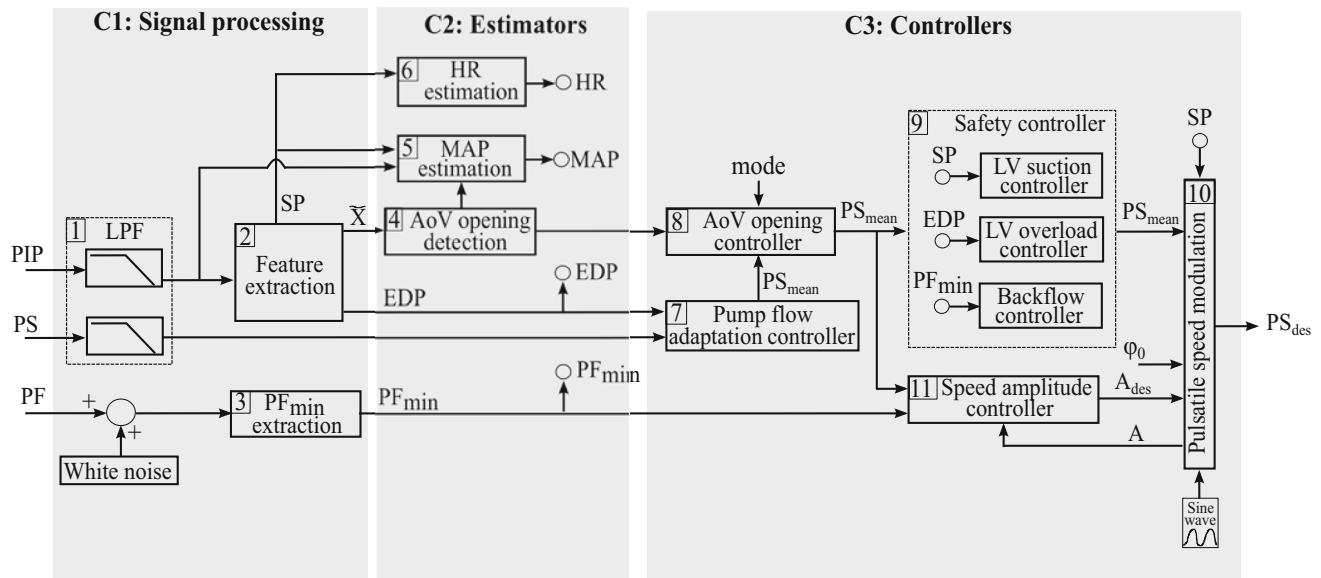 C1: Signal processing
C2: Estimators
C3: Controllers
6
HR
estimation
HR
5
MAP
estimation
MAP
SP
X̃
4
AoV opening
detection
1
LPF
PIP
PS
2
Feature
extraction
EDP
EDP
PF
+
+
White noise
3
PFmin
extraction
PFmin
PFmin
mode
8
AoV opening
controller
PSmean
PSmean
7
Pump flow
adaptation controller
9
Safety controller
SP
LV suction
controller
EDP
LV overload
controller
PFmin
Backflow
controller
PSmean
11
Speed amplitude
controller
φ0
Ades
A
SP
10
Pulsatile speed modulation
PSdes
Sine
wave